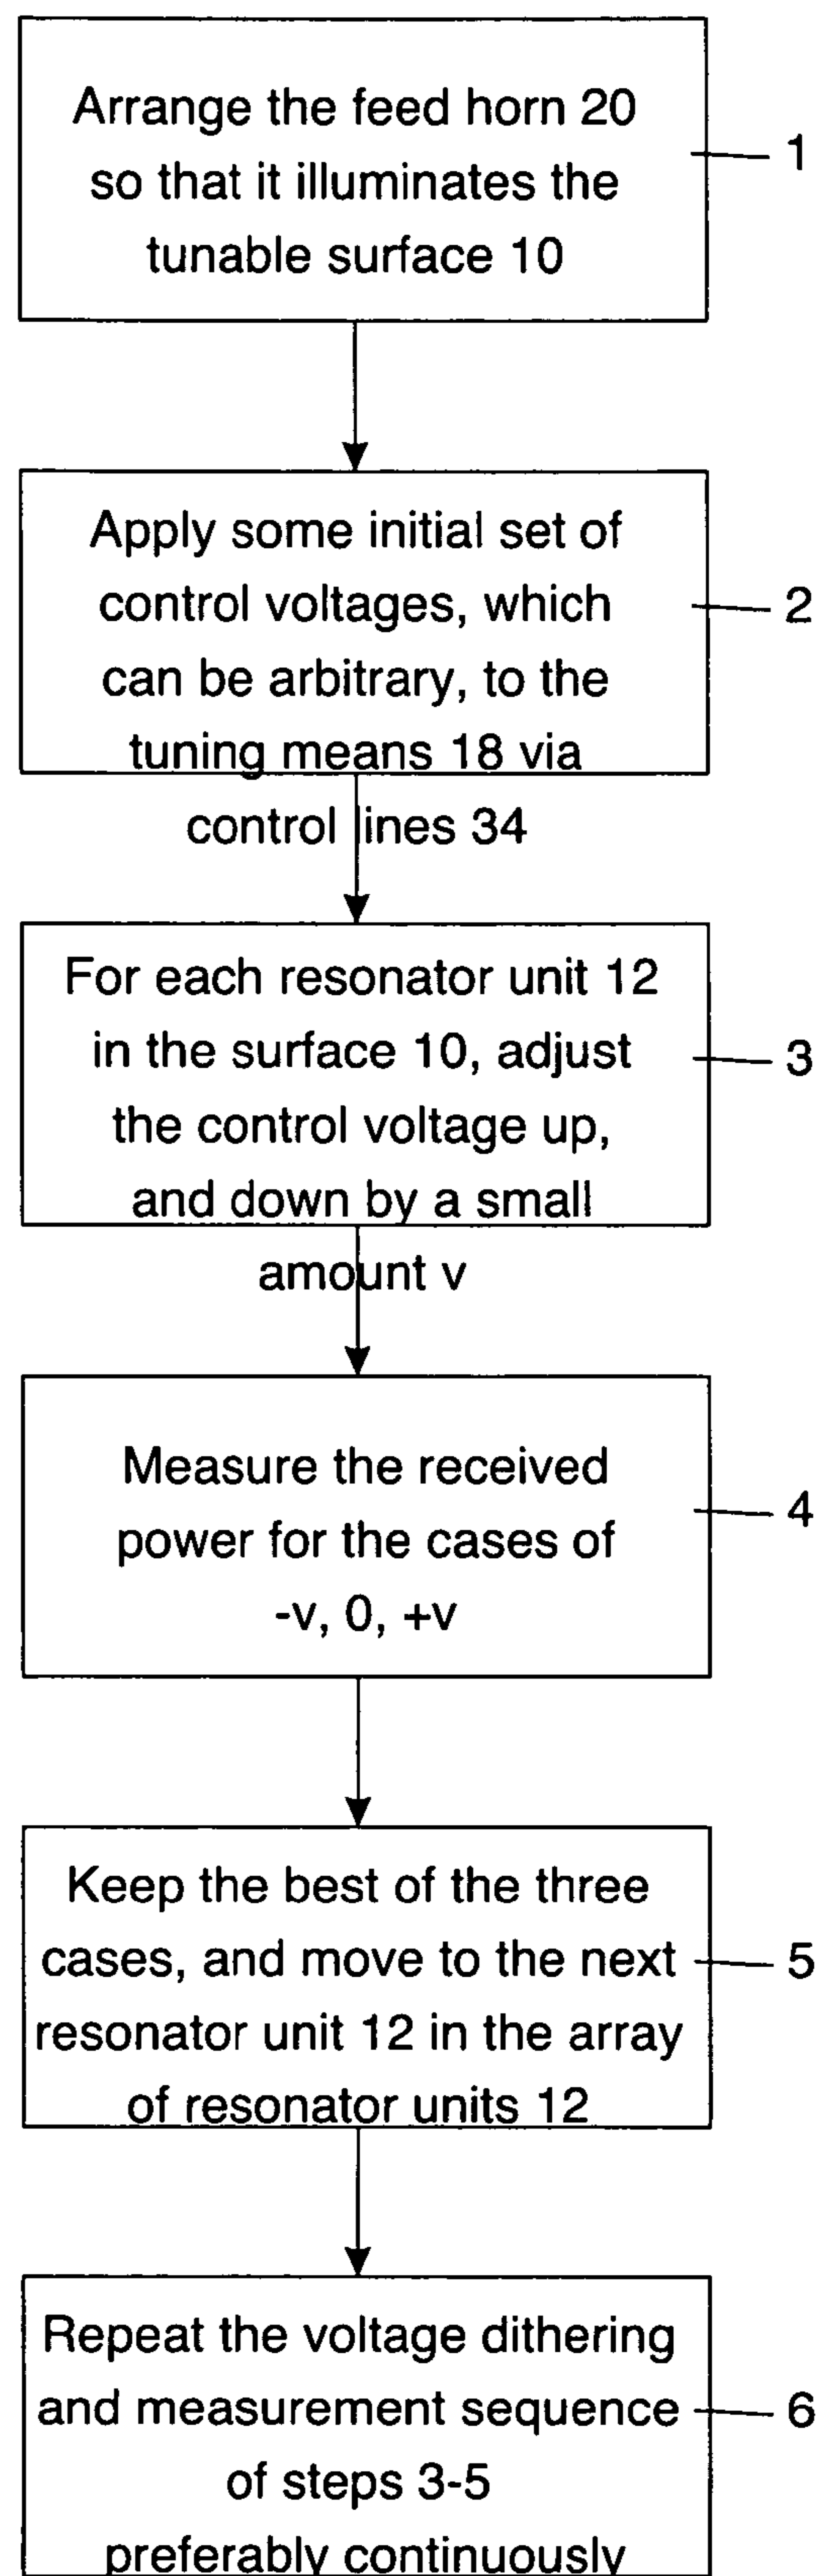 Arrange the feed horn 20
so that it illuminates the
tunable surface 10
1
Apply some initial set of
control voltages, which
can be arbitrary, to the
tuning means 18 via
control lines 34
2
For each resonator unit 12
in the surface 10, adjust
the control voltage up,
and down by a small
amount v
3
Measure the received
power for the cases of
-v, 0, +v
4
Keep the best of the three
cases, and move to the next
resonator unit 12 in the array
of resonator units 12
5
Repeat the voltage dithering
and measurement sequence
of steps 3-5
preferably continuously
6